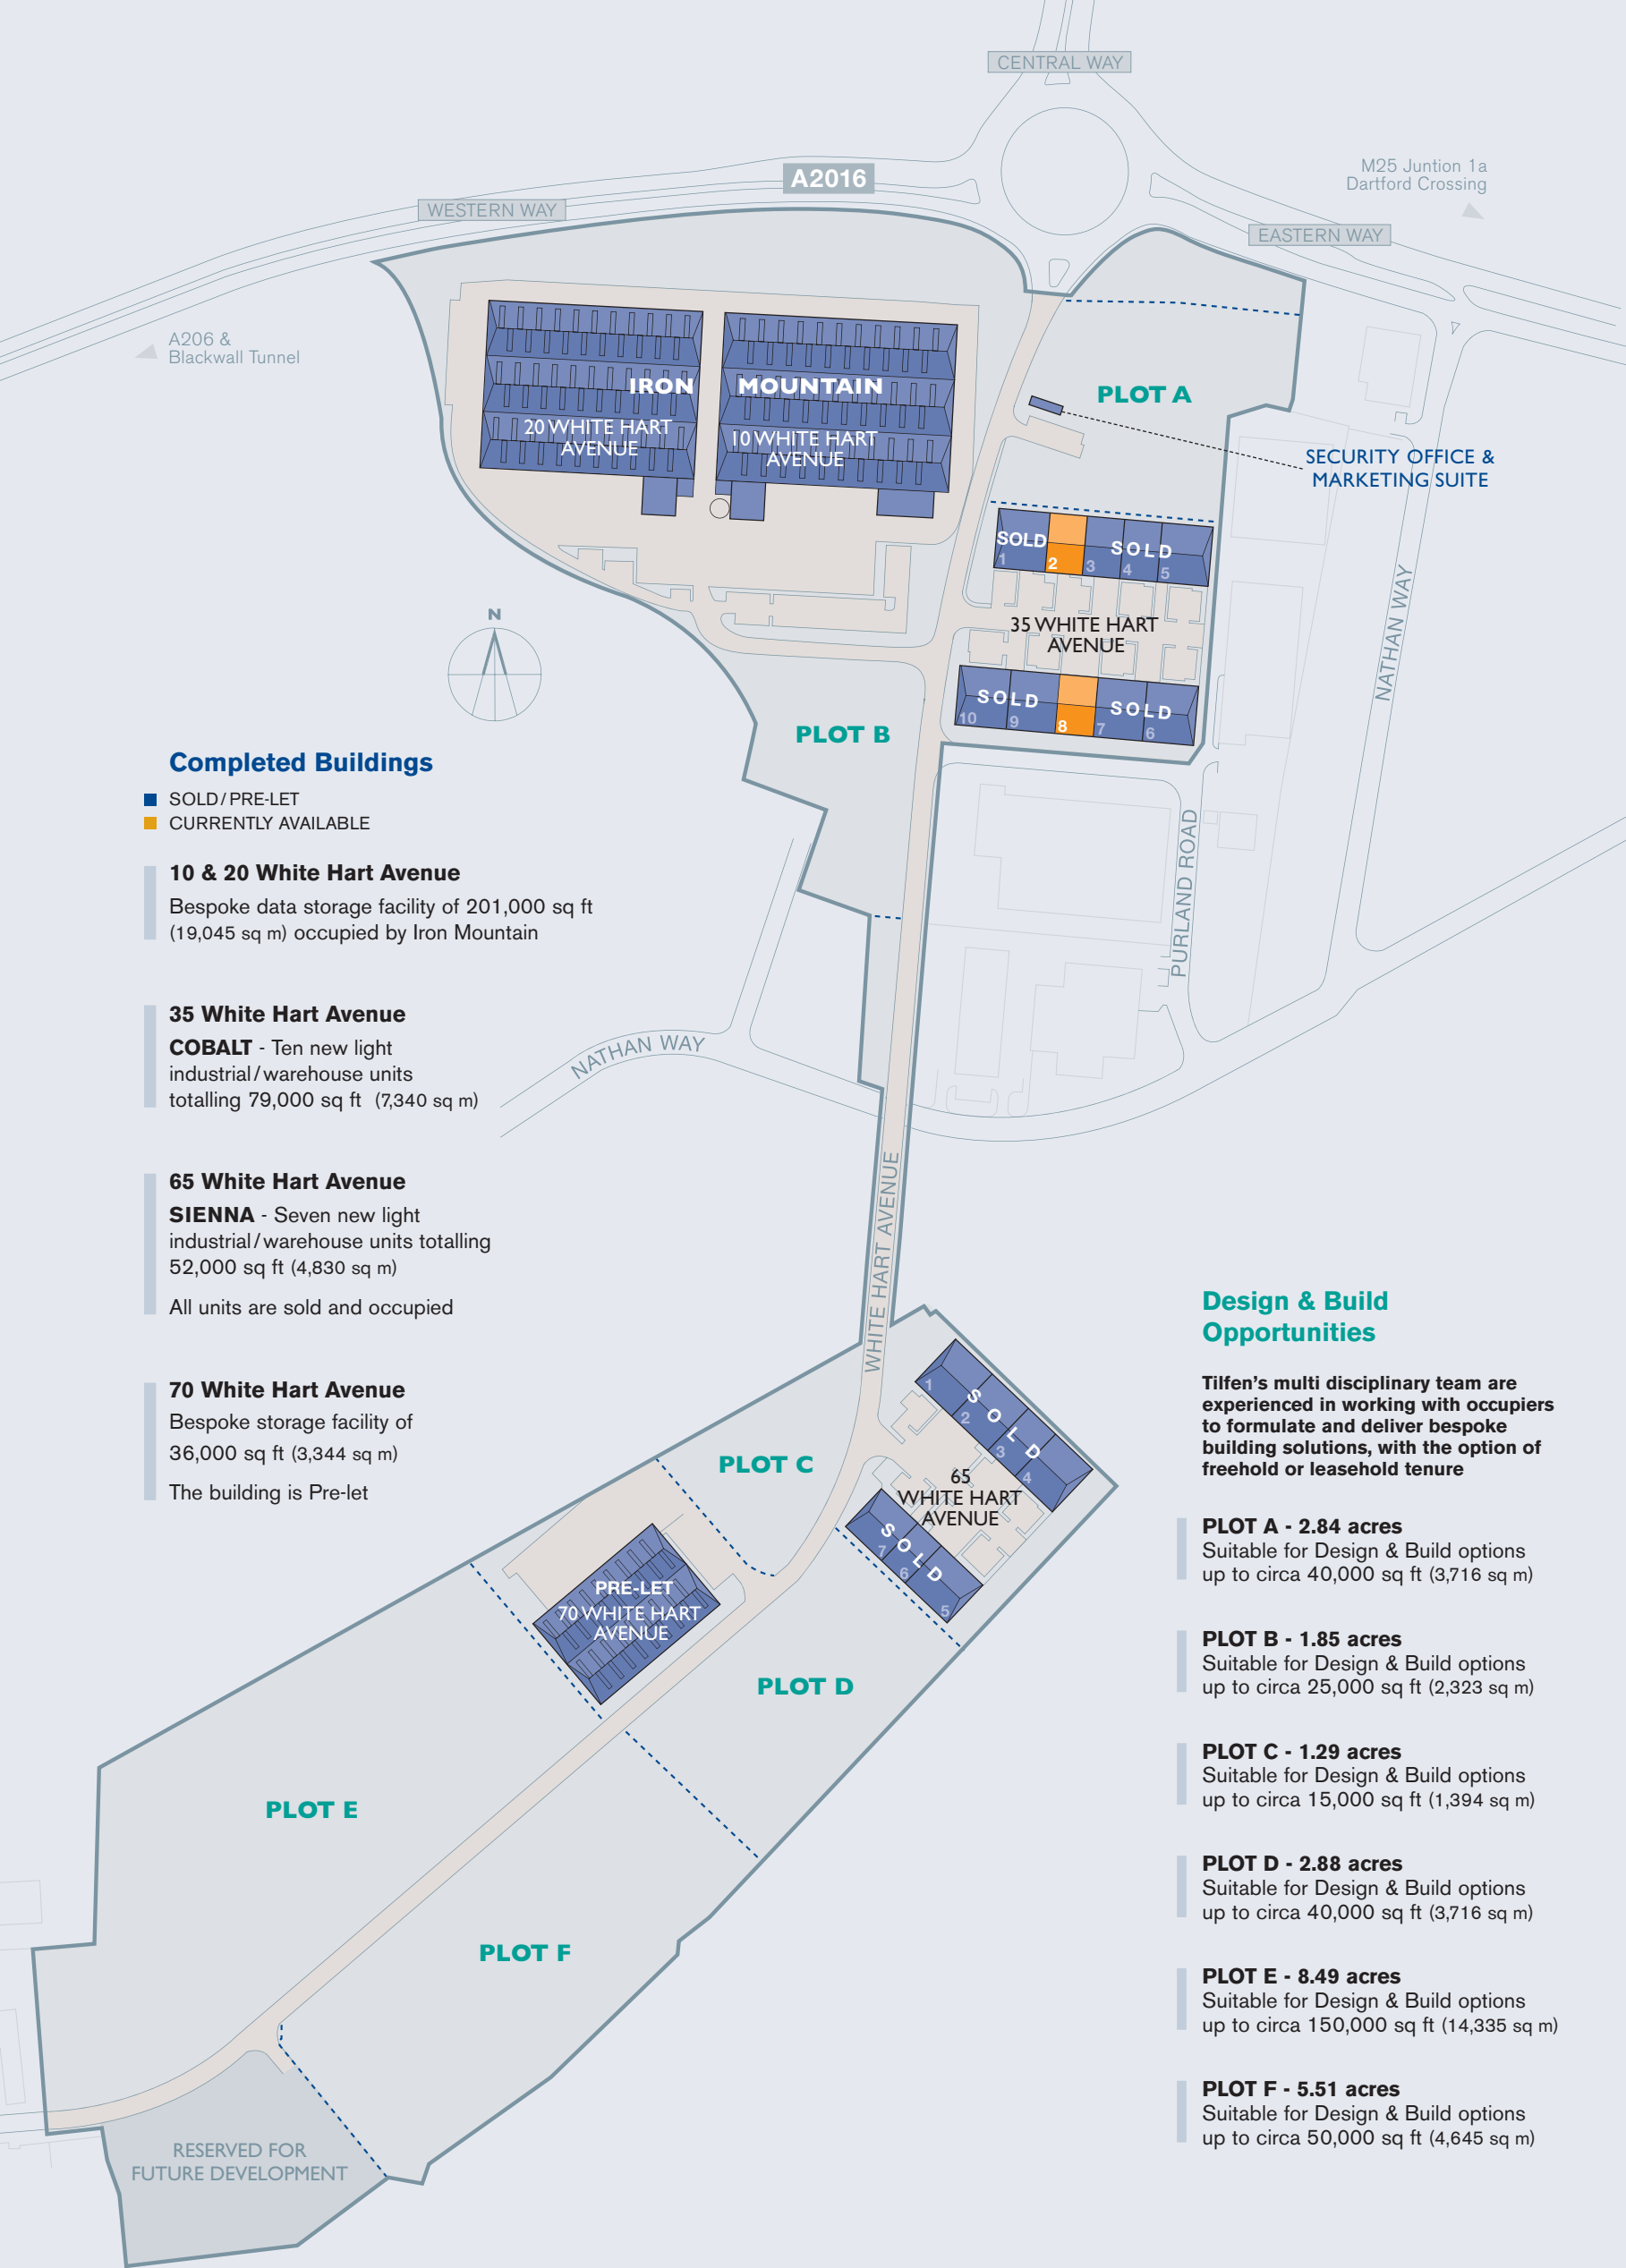 CENTRAL WAY
A2016
M25 Juntion 1a
Dartford Crossing
WESTERN WAY
EASTERN WAY
A206 &
Blackwall Tunnel
IRON MOUNTAIN
20 WHITE HART
AVENUE
10 WHITE HART
AVENUE
PLOT A
SECURITY OFFICE &
MARKETING SUITE
SOLD
SOLD
1
2
3
4
5
35 WHITE HART
AVENUE
NATHAN WAY
N
SOLD
SOLD
10
9
8
7
6
PLOT B
PURLAND ROAD
NATHAN WAY
WHITE HART AVENUE
Completed Buildings
SOLD/PRE-LET
CURRENTLY AVAILABLE
10 & 20 White Hart Avenue
Bespoke data storage facility of 201,000 sq ft
(19,045 sq m) occupied by Iron Mountain
35 White Hart Avenue
COBALT - Ten new light
industrial/warehouse units
totalling 79,000 sq ft (7,340 sq m)
65 White Hart Avenue
SIENNA - Seven new light
industrial/warehouse units totalling
52,000 sq ft (4,830 sq m)
All units are sold and occupied
70 White Hart Avenue
Bespoke storage facility of
36,000 sq ft (3,344 sq m)
The building is Pre-let
1
2
3
4
SOLD
PLOT C
65
WHITE HART
AVENUE
SOLD
7
6
5
PRE-LET
70 WHITE HART
AVENUE
PLOT D
PLOT E
PLOT F
RESERVED FOR
FUTURE DEVELOPMENT
Design & Build
Opportunities
Tilfen's multi disciplinary team are
experienced in working with occupiers
to formulate and deliver bespoke
building solutions, with the option of
freehold or leasehold tenure
PLOT A - 2.84 acres
Suitable for Design & Build options
up to circa 40,000 sq ft (3,716 sq m)
PLOT B - 1.85 acres
Suitable for Design & Build options
up to circa 25,000 sq ft (2,323 sq m)
PLOT C - 1.29 acres
Suitable for Design & Build options
up to circa 15,000 sq ft (1,394 sq m)
PLOT D - 2.88 acres
Suitable for Design & Build options
up to circa 40,000 sq ft (3,716 sq m)
PLOT E - 8.49 acres
Suitable for Design & Build options
up to circa 150,000 sq ft (14,335 sq m)
PLOT F - 5.51 acres
Suitable for Design & Build options
up to circa 50,000 sq ft (4,645 sq m)